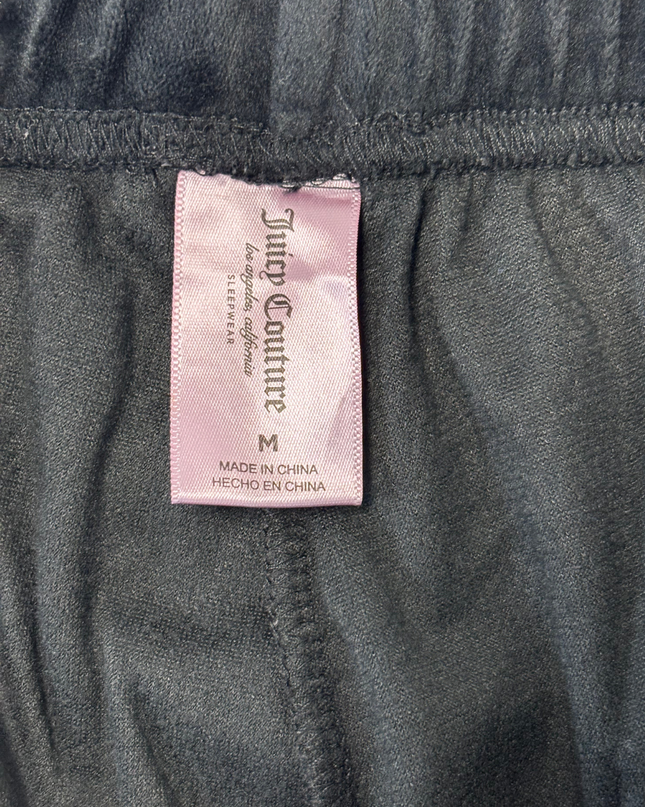 Juicy Couture
los angeles, california
SLEEPWEAR
M
MADE IN CHINA
HECHO EN CHINA